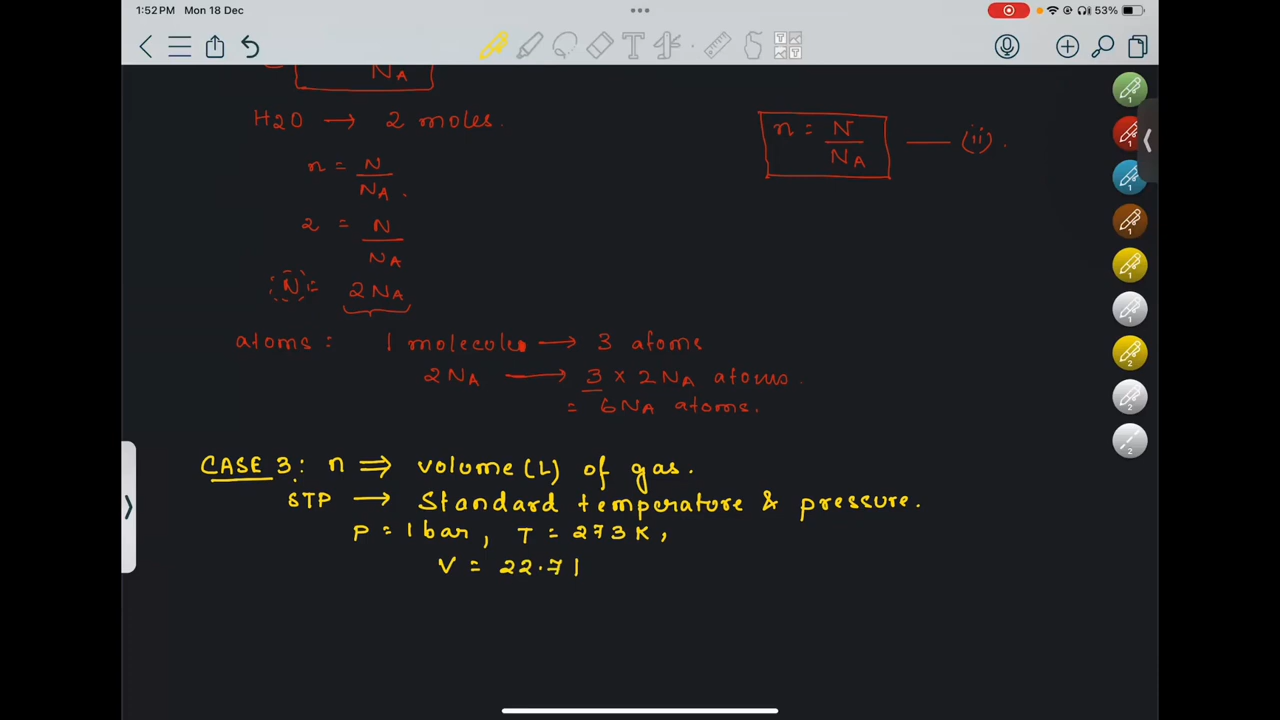 1:52 PM Mon 18 Dec
53%
NA
H2O → 2 moles.
n = N/NA — (ii).
n = N/NA.
2 = N/NA
N = 2NA
atoms : 1 molecule → 3 atoms
2NA → 3 × 2NA atoms.
= 6NA atoms.
CASE 3: n ⇒ volume (L) of gas.
STP → Standard temperature & pressure.
P = 1 bar, T = 273 K,
V = 22.7 l